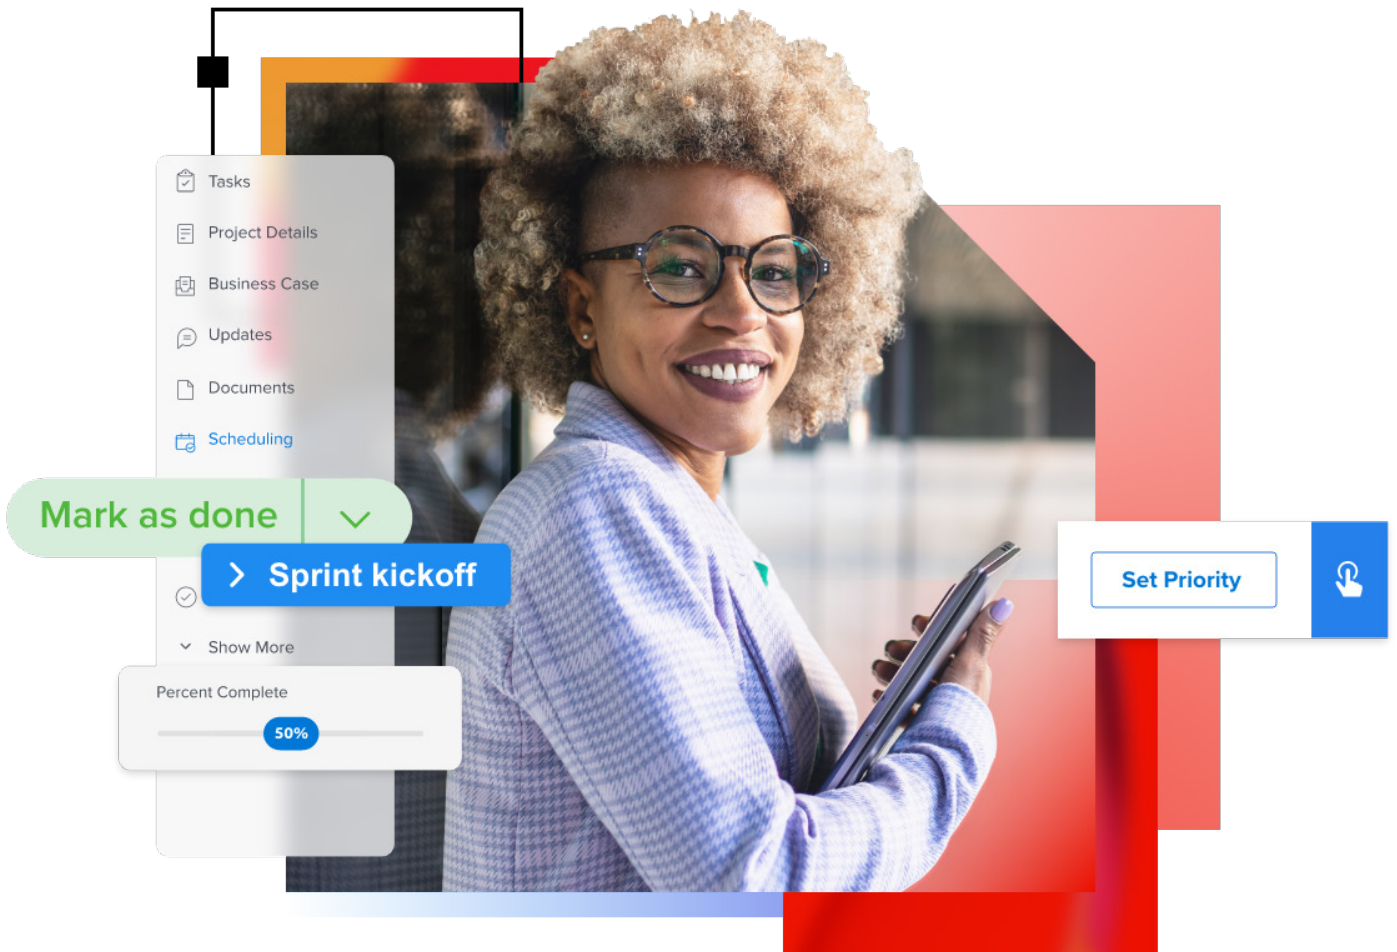 Tasks
Project Details
Business Case
Updates
Documents
Scheduling
Mark as done
Sprint kickoff
Show More
Percent Complete
50%
Set Priority